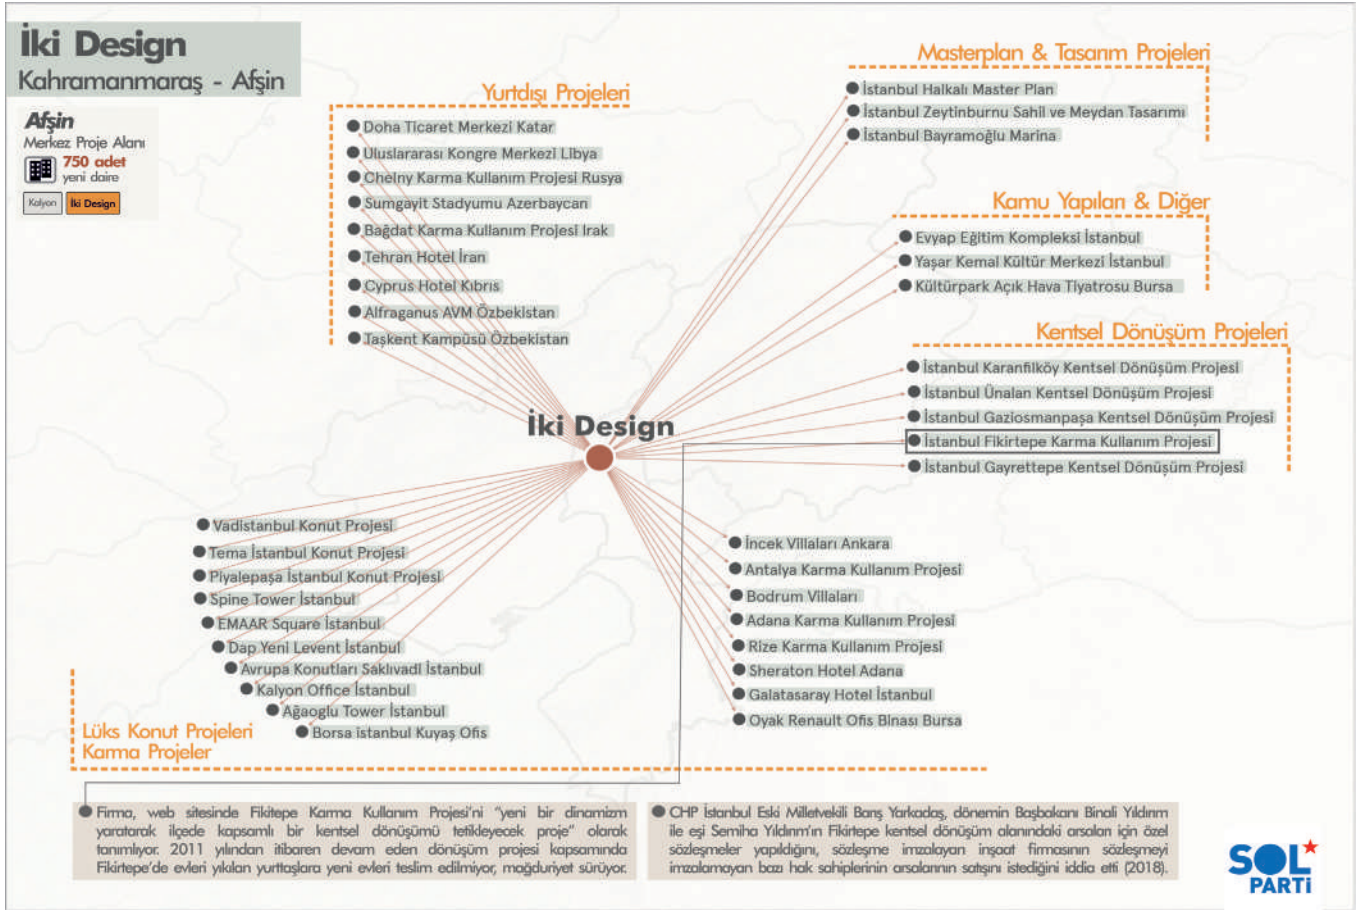 İki Design
Kahramanmaraş - Afşin
Afşin
Merkez Proje Alanı
750 adet
yeni daire
Kalyon
İki Design
Yurtdışı Projeleri
Doha Ticaret Merkezi Katar
Uluslararası Kongre Merkezi Libya
Chelny Karma Kullanım Projesi Rusya
Sumgayit Stadyumu Azerbaycan
Bağdat Karma Kullanım Projesi Irak
Tehran Hotel İran
Cyprus Hotel Kıbrıs
Alfraganus AVM Özbekistan
Taşkent Kampüsü Özbekistan
Masterplan & Tasarım Projeleri
İstanbul Halkalı Master Plan
İstanbul Zeytinburnu Sahil ve Meydan Tasarımı
İstanbul Bayramoğlu Marina
Kamu Yapıları & Diğer
Evyap Eğitim Kompleksi İstanbul
Yaşar Kemal Kültür Merkezi İstanbul
Kültürpark Açık Hava Tiyatrosu Bursa
Kentsel Dönüşüm Projeleri
İstanbul Karanfilköy Kentsel Dönüşüm Projesi
İstanbul Ünalan Kentsel Dönüşüm Projesi
İstanbul Gaziosmanpaşa Kentsel Dönüşüm Projesi
İstanbul Fikirtepe Karma Kullanım Projesi
İstanbul Gayrettepe Kentsel Dönüşüm Projesi
İki Design
Vadistanbul Konut Projesi
Tema İstanbul Konut Projesi
Piyalepaşa İstanbul Konut Projesi
Spine Tower İstanbul
EMAAR Square İstanbul
Dap Yeni Levent İstanbul
Avrupa Konutları Saklıvadi İstanbul
Kalyon Office İstanbul
Ağaoglu Tower İstanbul
Borsa istanbul Kuyaş Ofis
Lüks Konut Projeleri
Karma Projeler
İncek Villaları Ankara
Antalya Karma Kullanım Projesi
Bodrum Villaları
Adana Karma Kullanım Projesi
Rize Karma Kullanım Projesi
Sheraton Hotel Adana
Galatasaray Hotel İstanbul
Oyak Renault Ofis Binası Bursa
Firma, web sitesinde Fikitepe Karma Kullanım Projesi'ni "yeni bir dinamizm
yaratarak ilçede kapsamlı bir kentsel dönüşümü tetikleyecek proje" olarak
tanımlıyor. 2011 yılından itibaren devam eden dönüşüm projesi kapsamında
Fikirtepe'de evleri yıkılan yurttaşlara yeni evleri teslim edilmiyor, mağduriyet sürüyor.
CHP İstanbul Eski Milletvekili Barış Yarkadaş, dönemin Başbakanı Binali Yıldırım
ile eşi Semiha Yıldırım'ın Fikirtepe kentsel dönüşüm alanındaki arsaları için özel
sözleşmeler yapıldığını, sözleşme imzalayan inşaat firmasının sözleşmeyi
imzalamayan bazı hak sahiplerinin arsalarının satışını istediğini iddia etti (2018).
SOL
PARTi